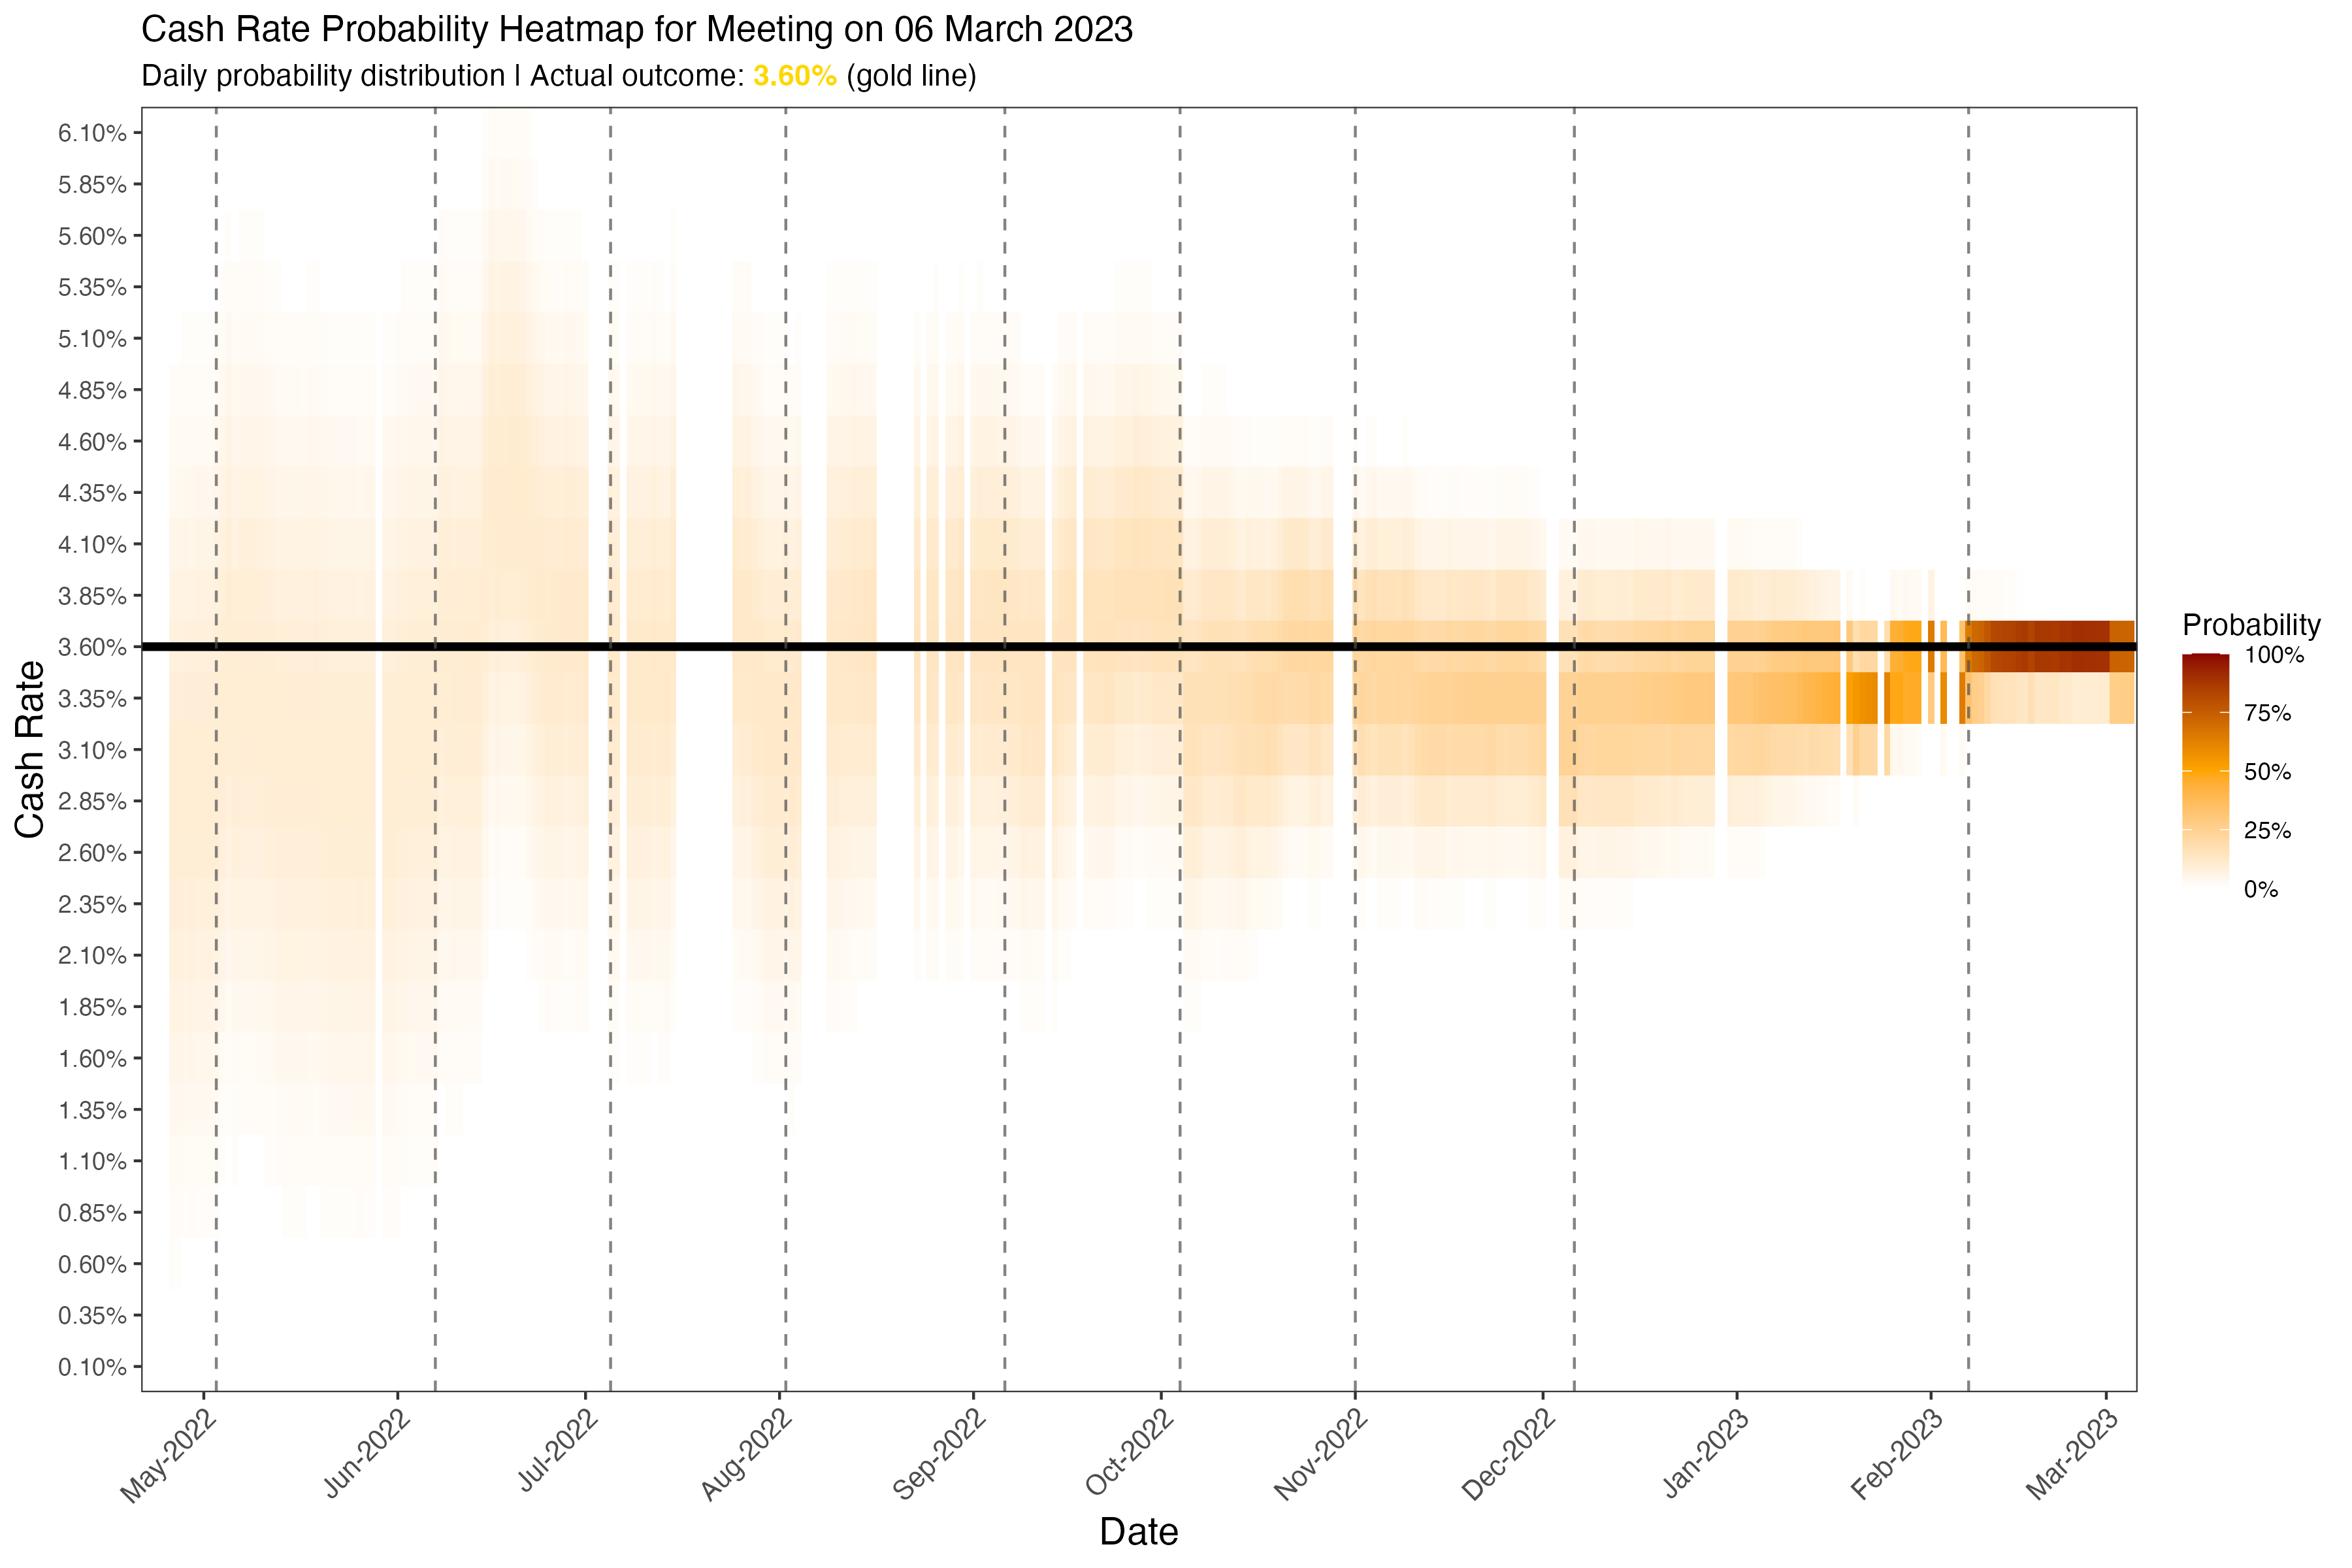 Cash Rate Probability Heatmap for Meeting on 06 March 2023
Daily probability distribution | Actual outcome: 3.60% (gold line)
Cash Rate
6.10%
5.85%
5.60%
5.35%
5.10%
4.85%
4.60%
4.35%
4.10%
3.85%
3.60%
3.35%
3.10%
2.85%
2.60%
2.35%
2.10%
1.85%
1.60%
1.35%
1.10%
0.85%
0.60%
0.35%
0.10%
May-2022
Jun-2022
Jul-2022
Aug-2022
Sep-2022
Oct-2022
Nov-2022
Dec-2022
Jan-2023
Feb-2023
Mar-2023
Date
Probability
100%
75%
50%
25%
0%